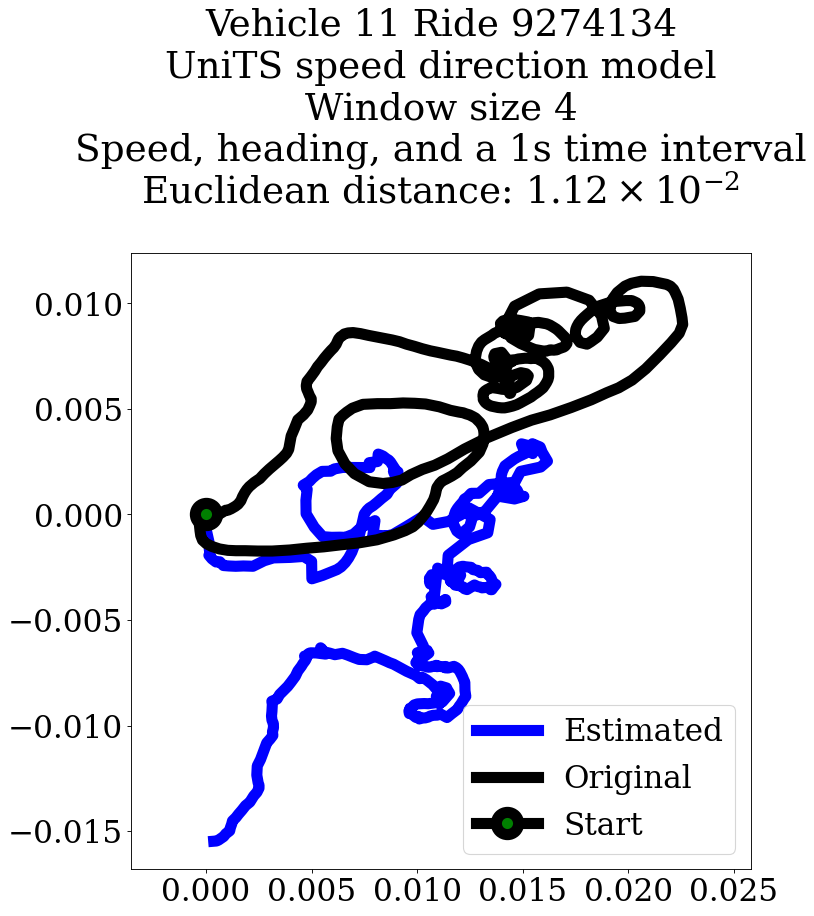 Vehicle 11 Ride 9274134
UniTS speed direction model
Window size 4
Speed, heading, and a 1s time interval
Euclidean distance: 1.12 × 10⁻²
0.010
0.005
0.000
−0.005
−0.010
−0.015
Estimated
Original
Start
0.000 0.005 0.010 0.015 0.020 0.025